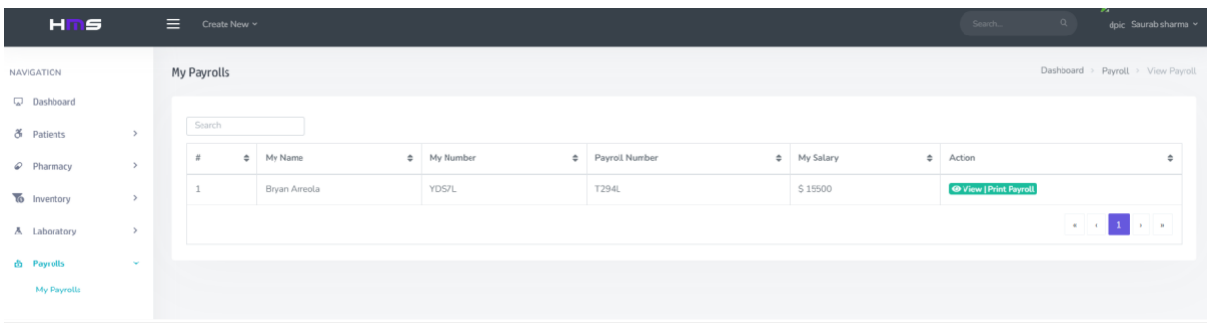 HMS
Create New
Search...
dpic Saurab sharma
NAVIGATION
Dashboard
Patients
Pharmacy
Inventory
Laboratory
Payrolls
My Payrolls
My Payrolls
Dashboard > Payroll > View Payroll
Search
# My Name My Number Payroll Number My Salary Action
1 Bryan Arreola YDS7L T294L $ 15500 View | Print Payroll
« ‹ 1 › »